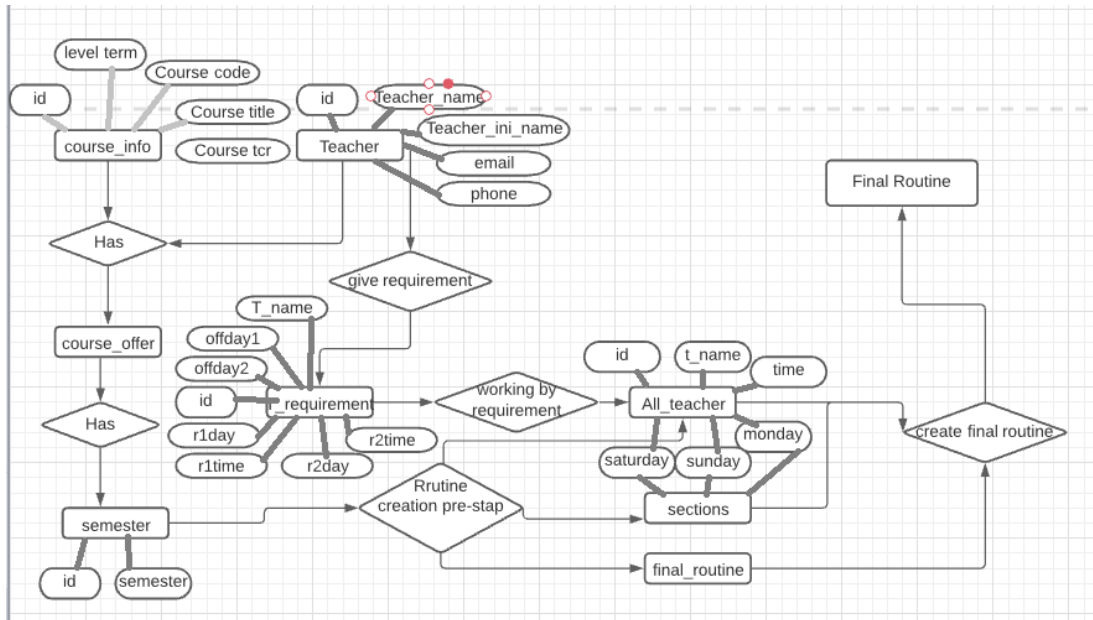 level term
Course code
id
Course title
course_info
Course tcr
id
Teacher_name
Teacher_ini_name
Teacher
email
phone
Final Routine
Has
give requirement
T_name
offday1
course_offer
offday2
id
_requirement
r1day
r1time
r2day
r2time
working by
requirement
id
t_name
time
All_teacher
monday
saturday
sunday
create final routine
Has
Rrutine
creation pre-stap
sections
semester
final_routine
id
semester